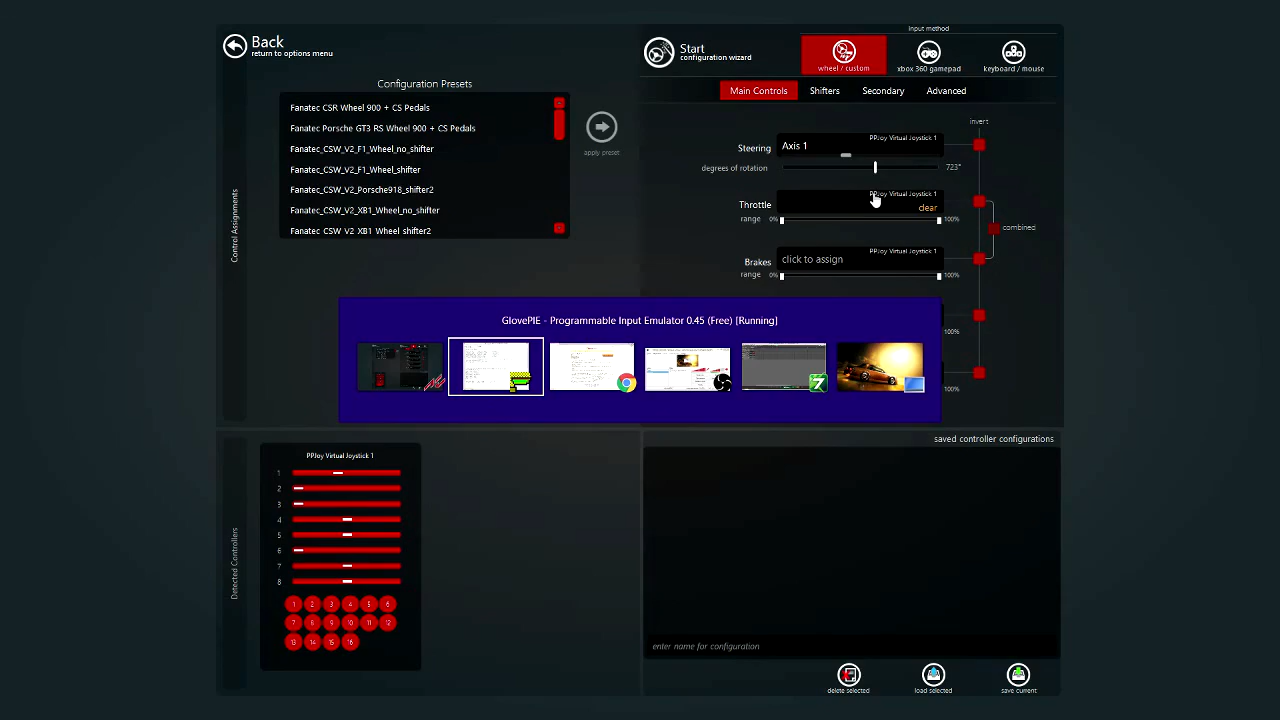 Back
return to options menu
Configuration Presets
Fanatec CSR Wheel 900 + CS Pedals
Fanatec Porsche GT3 RS Wheel 900 + CS Pedals
Fanatec_CSW_V2_F1_Wheel_no_shifter
Fanatec_CSW_V2_F1_Wheel_shifter
Fanatec_CSW_V2_Porsche918_shifter2
Fanatec_CSW_V2_XB1_Wheel_no_shifter
Fanatec CSW V2 XB1 Wheel shifter2
apply preset
Control Assignments
Start
configuration wizard
Input method
wheel / custom
xbox 360 gamepad
keyboard / mouse
Main Controls
Shifters
Secondary
Advanced
invert
PPJoy Virtual Joystick 1
Steering
Axis 1
degrees of rotation
723°
PPJoy Virtual Joystick 1
Throttle
clear
range
0%
100%
combined
PPJoy Virtual Joystick 1
Brakes
click to assign
range
0%
100%
GlovePIE - Programmable Input Emulator 0.45 (Free) [Running]
100%
100%
Detected Controllers
PPJoy Virtual Joystick 1
1
2
3
4
5
6
7
8
1 2 3 4 5 6
7 8 9 10 11 12
13 14 15 16
saved controller configurations
enter name for configuration
delete selected
load selected
save current